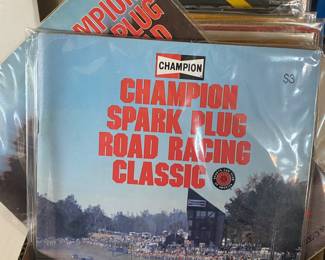 CHAMPION
CHAMPION
SPARK PLUG
ROAD RACING
CLASSIC
S3